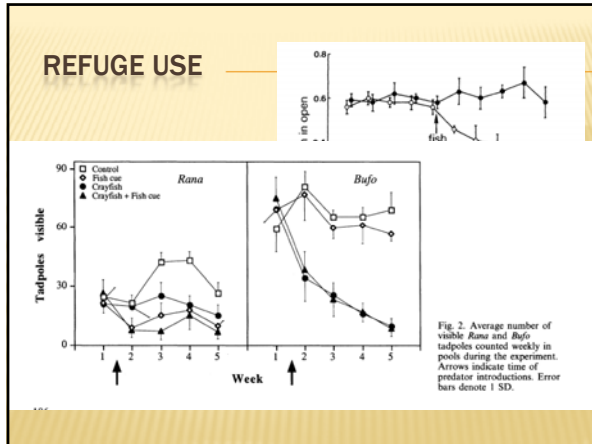 REFUGE USE
0.8
0.6
in open
fish
90
60
30
0
Tadpoles visible
Control
Fish cue
Crayfish
Crayfish + Fish cue
Rana
Bufo
1 2 3 4 5 1 2 3 4 5
Week
Fig. 2. Average number of
visible Rana and Bufo
tadpoles counted weekly in
pools during the experiment.
Arrows indicate time of
predator introductions. Error
bars denote 1 SD.